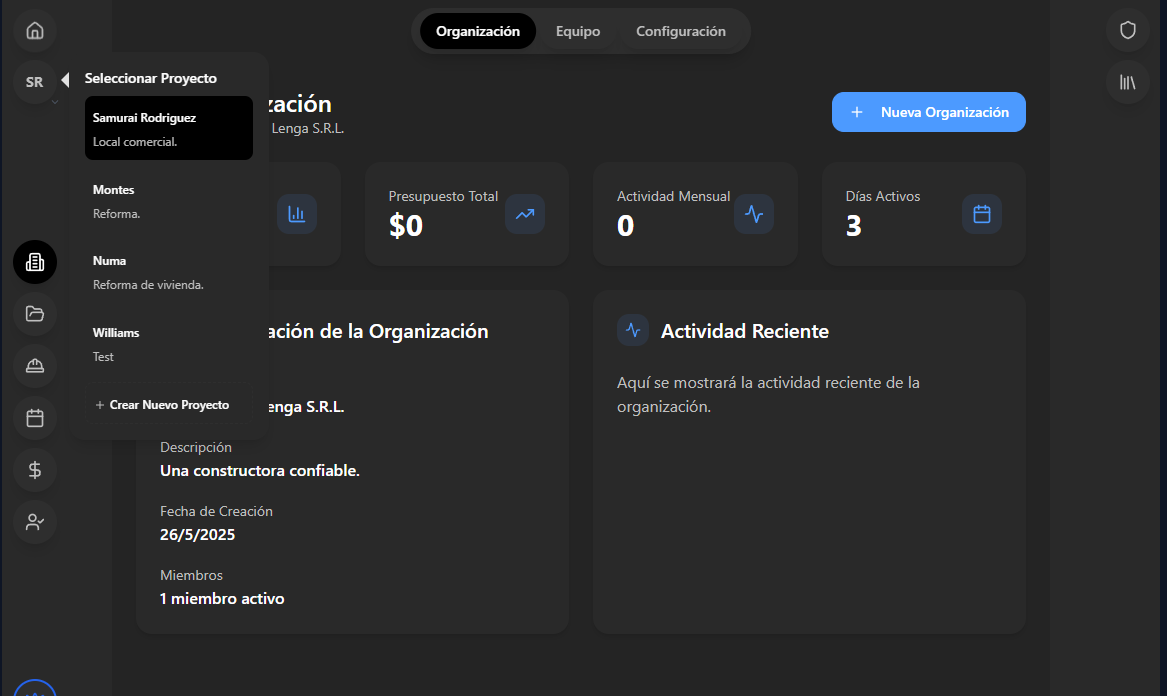 Organización
Equipo
Configuración
SR
Seleccionar Proyecto
Samurai Rodriguez
Local comercial.
Montes
Reforma.
Numa
Reforma de vivienda.
Williams
Test
+ Crear Nuevo Proyecto
zación
Lenga S.R.L.
+ Nueva Organización
Presupuesto Total
$0
Actividad Mensual
0
Días Activos
3
ación de la Organización
enga S.R.L.
Descripción
Una constructora confiable.
Fecha de Creación
26/5/2025
Miembros
1 miembro activo
Actividad Reciente
Aquí se mostrará la actividad reciente de la
organización.